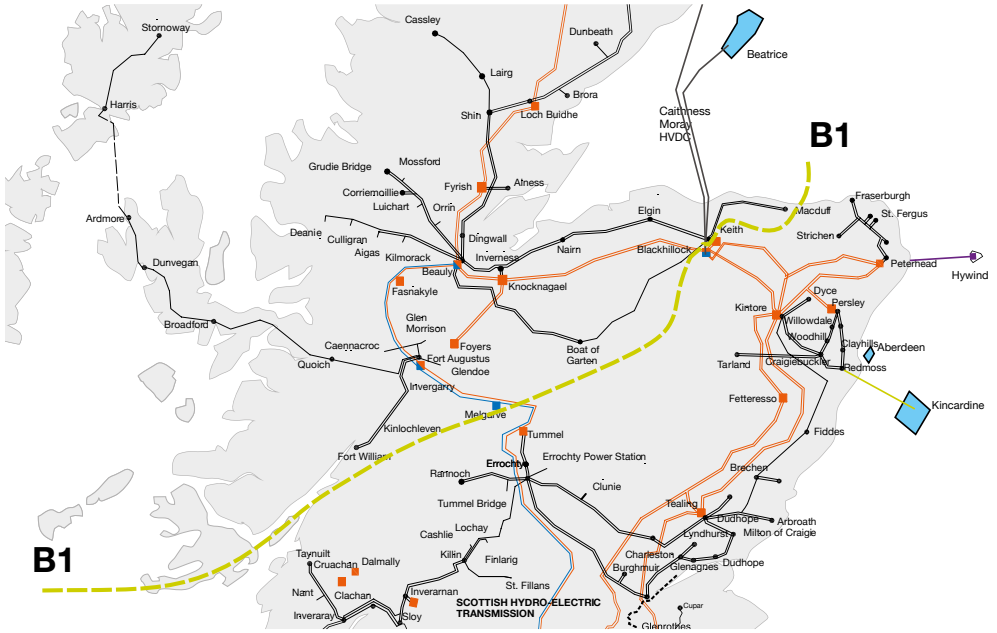 Cassley
Stornoway
Dunbeath
Beatrice
Lairg
Harris
Brora
Shin
Loch Buidhe
Caithness
Moray
HVDC
B1
Mossford
Grudie Bridge
Fyrish
Alness
Corriemoillie
Luichart
Orrin
Fraserburgh
Macduff
St. Fergus
Ardmore
Elgin
Keith
Strichen
Deanie
Culligran
Dingwall
Aigas
Nairn
Blackhillock
Kilmorack
Inverness
Dunvegan
Beauly
Peterhead
Hywind
Fasnakyle
Knocknagael
Dyce
Kintore
Persley
Glen
Morrison
Broadford
Willowdale
Woodhill
Caennacroc
Foyers
Boat of
Garten
Clayhills
Aberdeen
Fort Augustus
Quoich
Glendoe
Tarland
Craigiebuckler
Redmoss
Invergarry
Fetteresso
Kincardine
Melgarve
Kinlochleven
Tummel
Fiddes
Fort William
Errochty
Errochty Power Station
Rannoch
Brechen
Clunie
Tummel Bridge
Tealing
Dudhope
Arbroath
Lochay
Lyndhurst
Milton of Craigie
Cashlie
B1
Taynuilt
Killin
Charleston
Cruachan
Dalmally
Finlarig
Burghmuir
Glenagnes
Dudhope
Nant
St. Fillans
Clachan
Inverarnan
SCOTTISH HYDRO-ELECTRIC
TRANSMISSION
Cupar
Inveraray
Sloy
Glenrothes